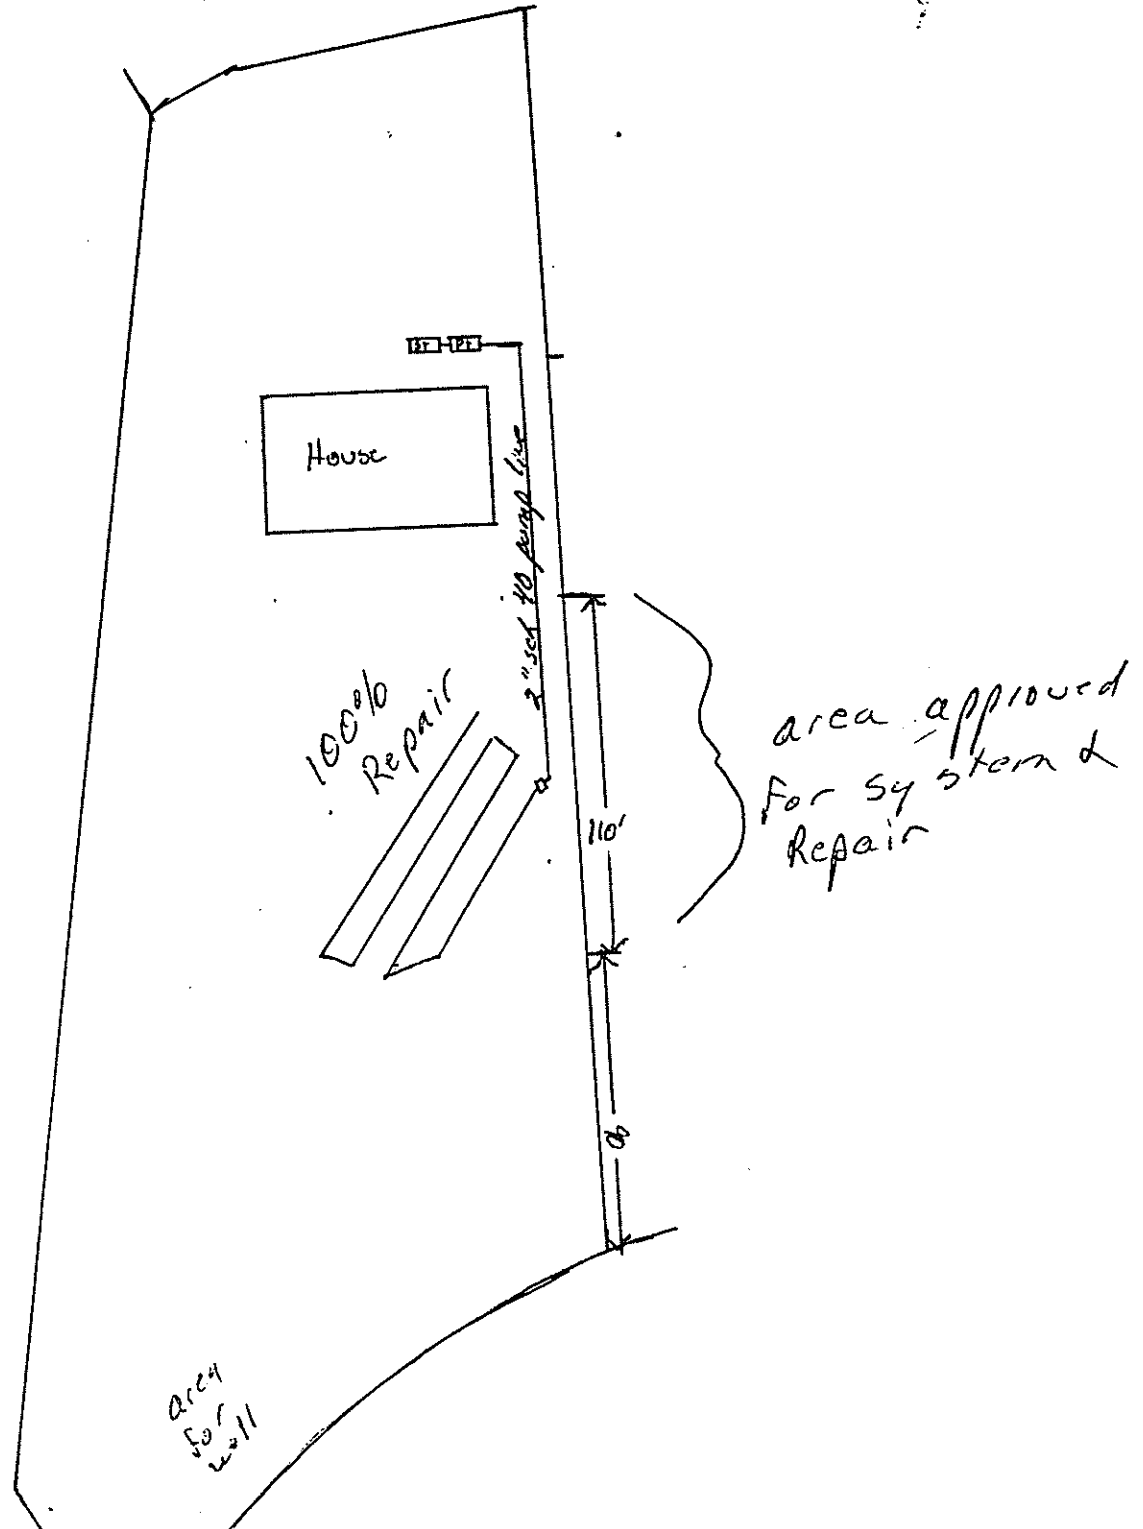 ST PT
House
2" sch 40 pump line
100%
Repair
area approved
For System &
Repair
110'
area
for
well